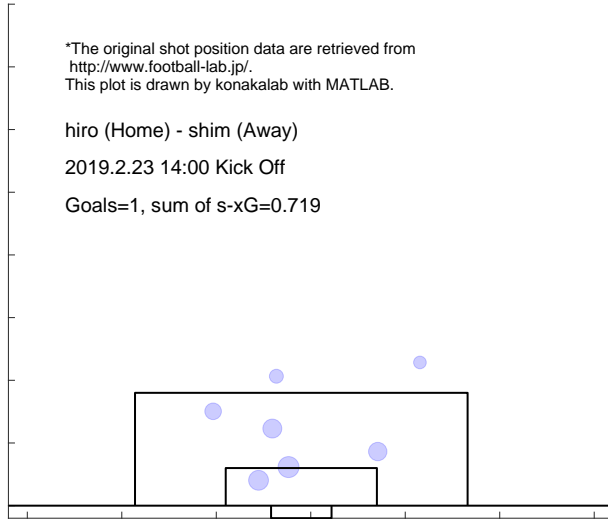 *The original shot position data are retrieved from
http://www.football-lab.jp/.
This plot is drawn by konakalab with MATLAB.
hiro (Home) - shim (Away)
2019.2.23 14:00 Kick Off
Goals=1, sum of s-xG=0.719